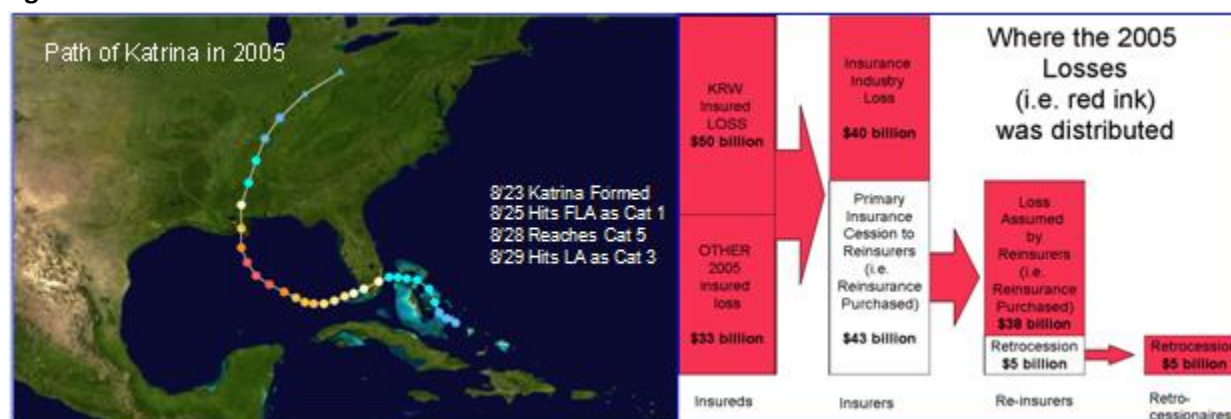 Path of Katrina in 2005
8/23 Katrina Formed
8/25 Hits FLA as Cat 1
8/28 Reaches Cat 5
8/29 Hits LA as Cat 3
KRW
Insured
LOSS
$50 billion
OTHER
2005
insured
loss
$33 billion
Insureds
Insurance
Industry
Loss
$40 billion
Primary
Insurance
Cession to
Reinsurers
(i.e.
Reinsurance
Purchased)
$43 billion
Insurers
Where the 2005
Losses
(i.e. red ink)
was distributed
Loss
Assumed
by
Reinsurers
(i.e.
Reinsurance
Purchased)
$38 billion
Retrocession
$5 billion
Re-insurers
Retrocession
$5 billion
Retro-
cessionaires